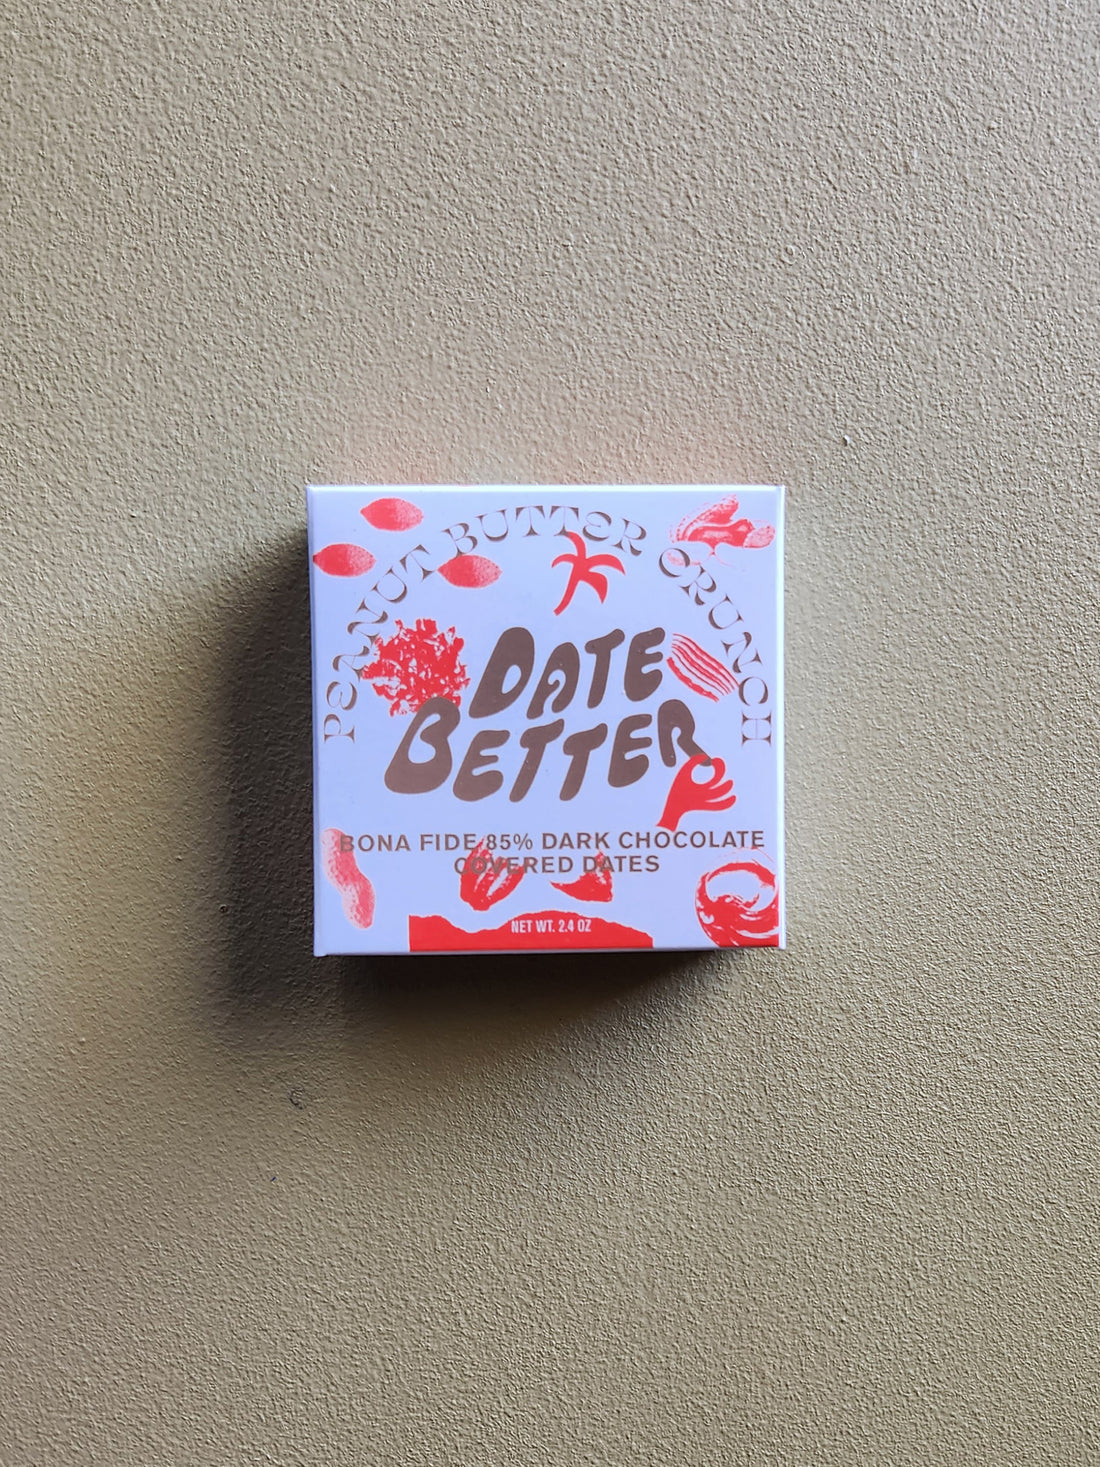 PEANUT BUTTER CRUNCH
DATE
BETTER
BONA FIDE 85% DARK CHOCOLATE
COVERED DATES
NET WT. 2.4 OZ